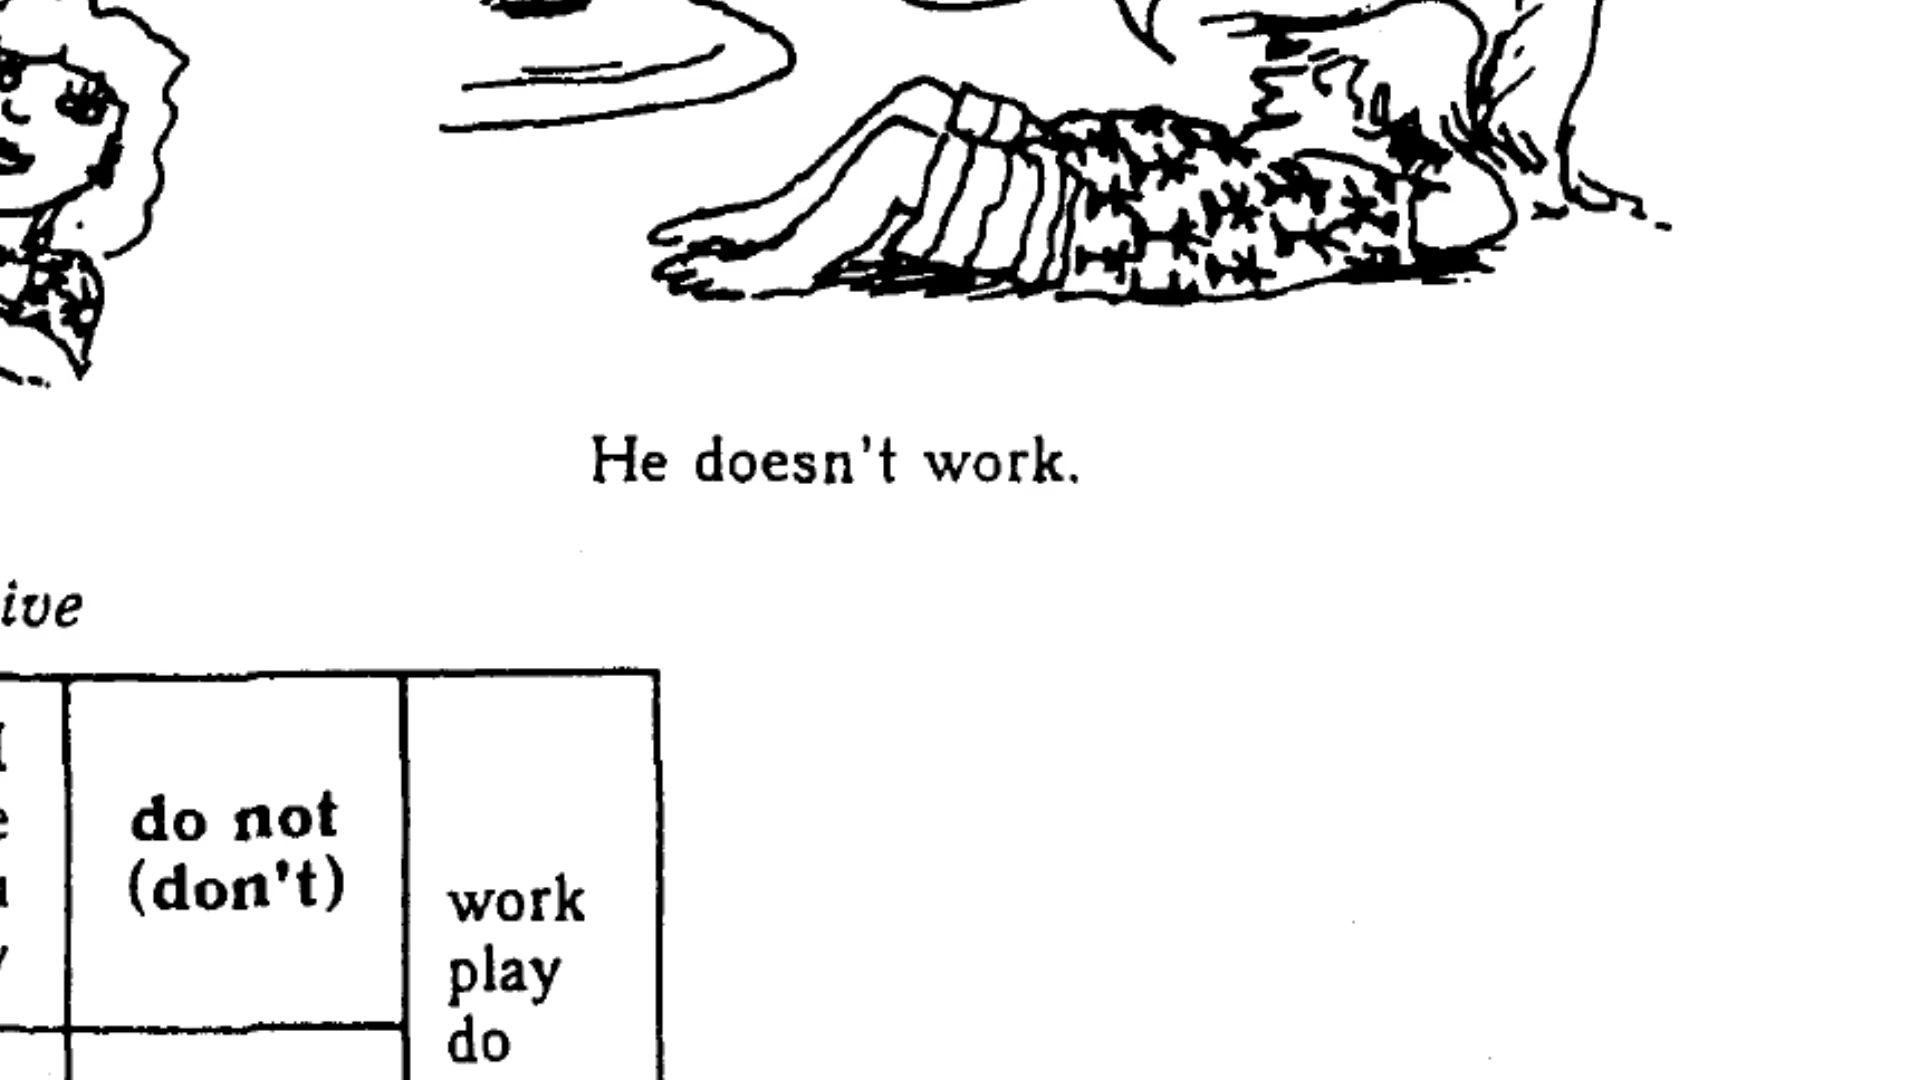 He doesn't work.
ive
do not
(don't)
work
play
do